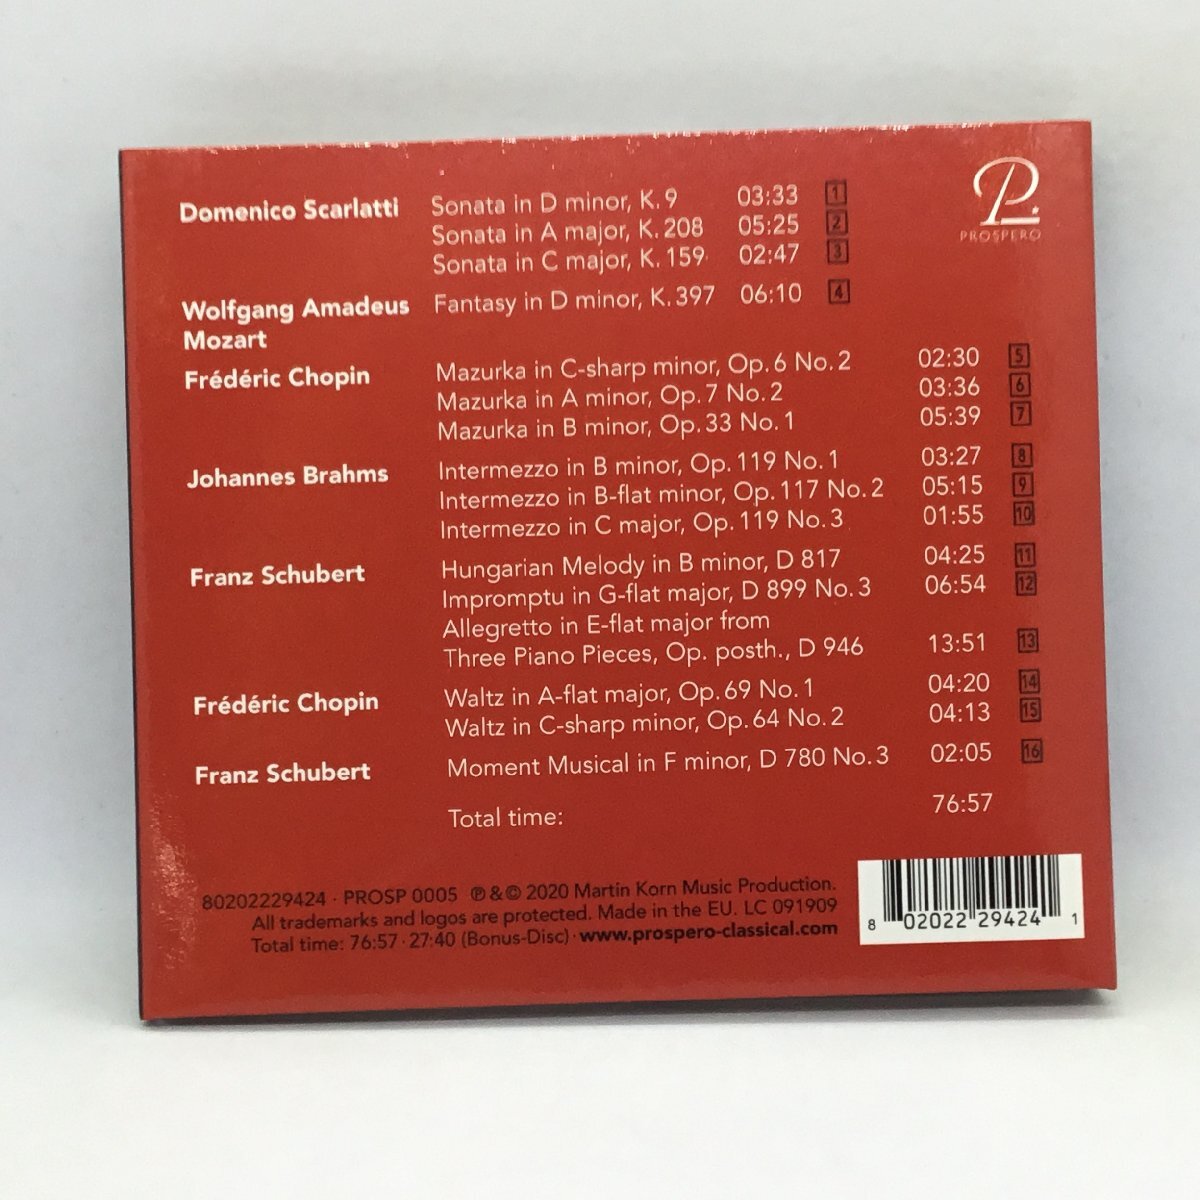 PROSPERO
Domenico Scarlatti Sonata in D minor, K. 9 03:33 1
Sonata in A major, K. 208 05:25 2
Sonata in C major, K. 159 02:47 3
Wolfgang Amadeus Fantasy in D minor, K. 397 06:10 4
Mozart
Frédéric Chopin Mazurka in C-sharp minor, Op. 6 No. 2 02:30 5
Mazurka in A minor, Op. 7 No. 2 03:36 6
Mazurka in B minor, Op. 33 No. 1 05:39 7
Johannes Brahms Intermezzo in B minor, Op. 119 No. 1 03:27 8
Intermezzo in B-flat minor, Op. 117 No. 2 05:15 9
Intermezzo in C major, Op. 119 No. 3 01:55 10
Franz Schubert Hungarian Melody in B minor, D 817 04:25 11
Impromptu in G-flat major, D 899 No. 3 06:54 12
Allegretto in E-flat major from
Three Piano Pieces, Op. posth., D 946 13:51 13
Frédéric Chopin Waltz in A-flat major, Op. 69 No. 1 04:20 14
Waltz in C-sharp minor, Op. 64 No. 2 04:13 15
Franz Schubert Moment Musical in F minor, D 780 No. 3 02:05 16
Total time: 76:57
80202229424 · PROSP 0005 ℗ & © 2020 Martin Korn Music Production.
All trademarks and logos are protected. Made in the EU. LC 091909
Total time: 76:57 · 27:40 (Bonus-Disc) · www.prospero-classical.com
8 02022 29424 1